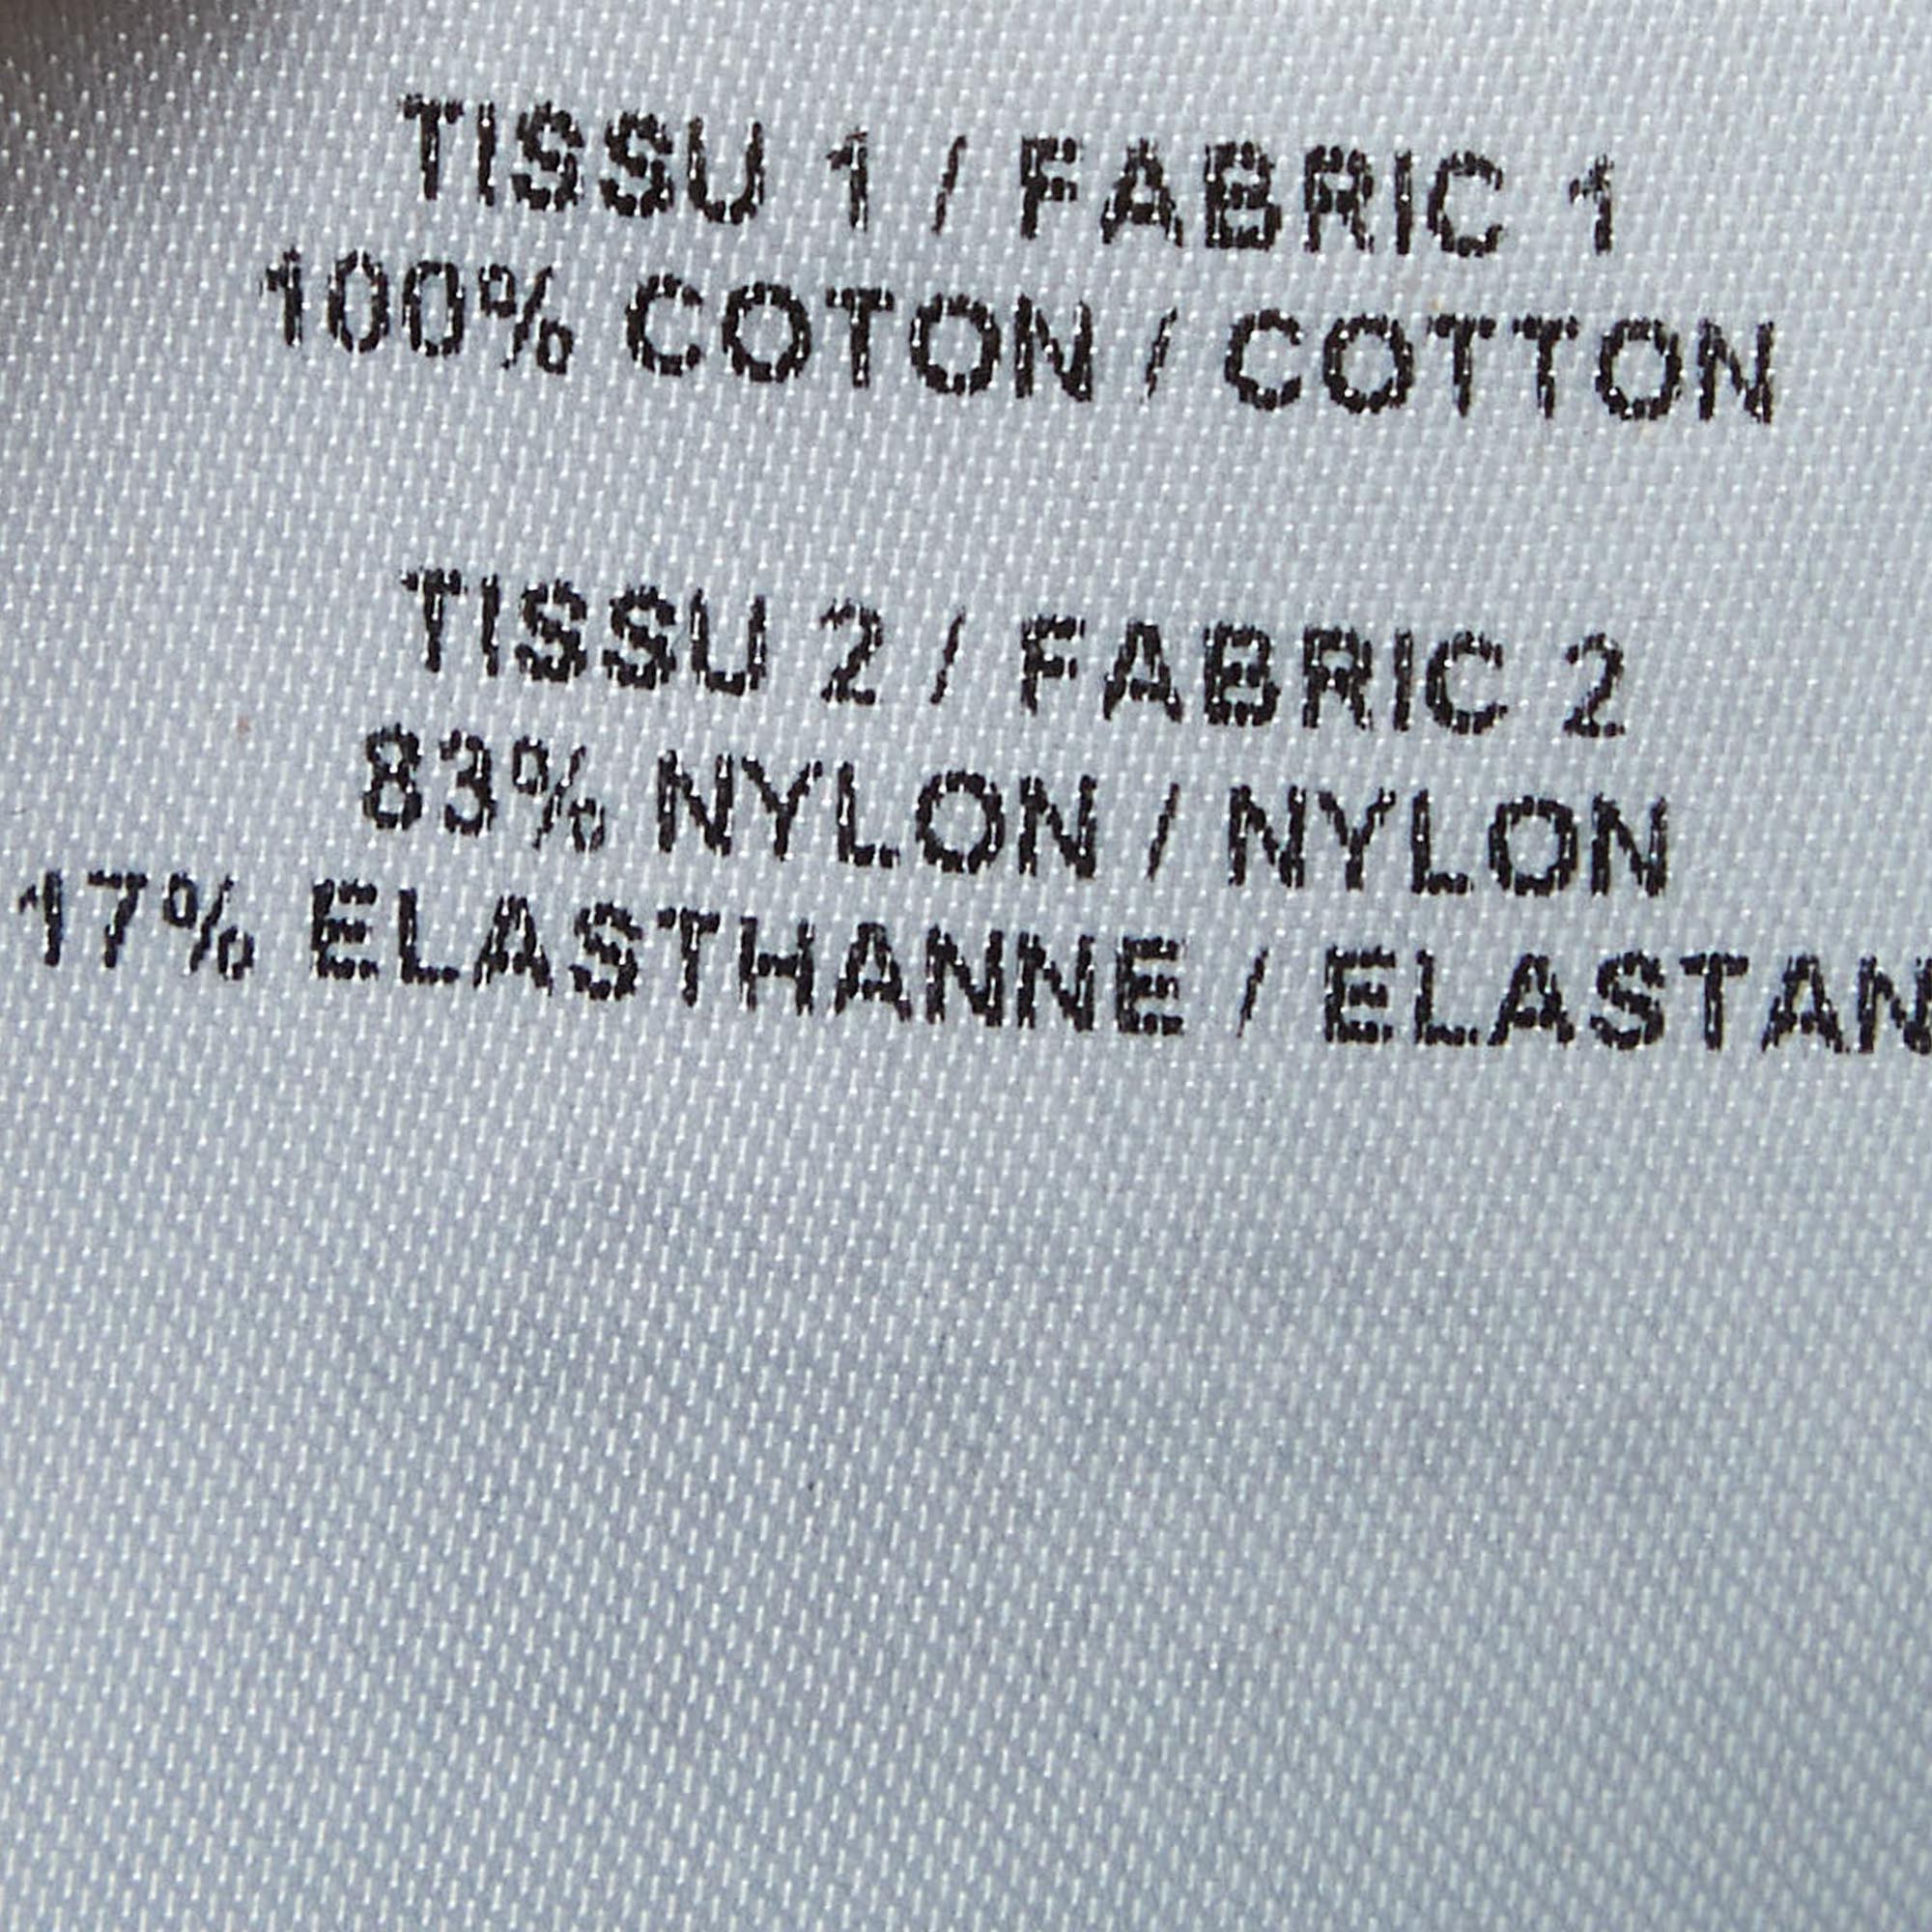 TISSU 1 / FABRIC 1
100% COTON / COTTON
TISSU 2 / FABRIC 2
83% NYLON / NYLON
17% ELASTHANNE / ELASTAN